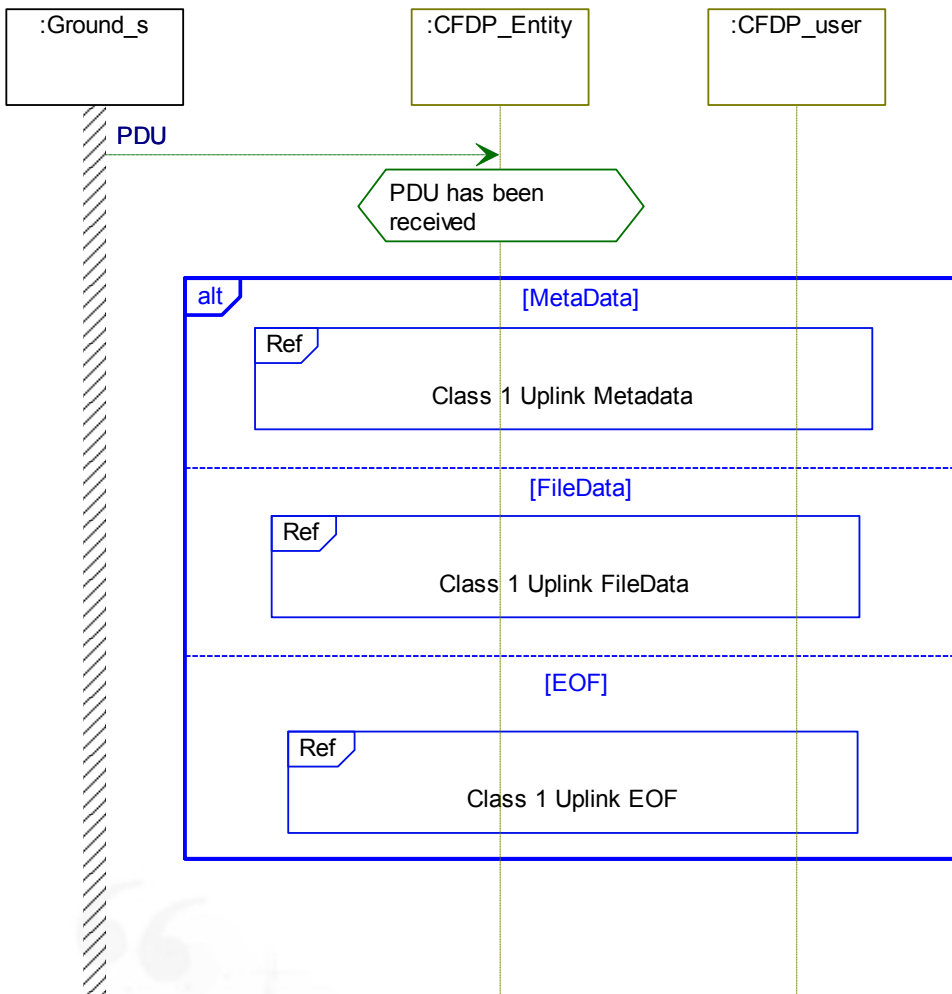 :Ground_s
:CFDP_Entity
:CFDP_user
PDU
PDU has been
received
alt
[MetaData]
Ref
Class 1 Uplink Metadata
[FileData]
Ref
Class 1 Uplink FileData
[EOF]
Ref
Class 1 Uplink EOF